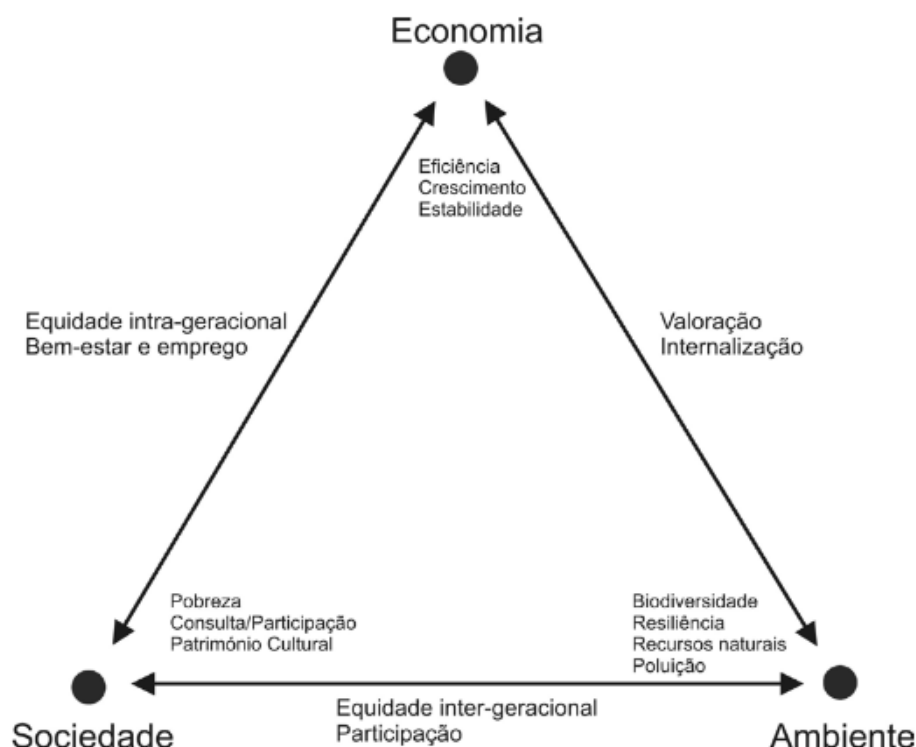 Economia
Eficiência
Crescimento
Estabilidade
Equidade intra-geracional
Bem-estar e emprego
Valoração
Internalização
Pobreza
Consulta/Participação
Património Cultural
Biodiversidade
Resiliência
Recursos naturais
Poluição
Equidade inter-geracional
Participação
Sociedade
Ambiente